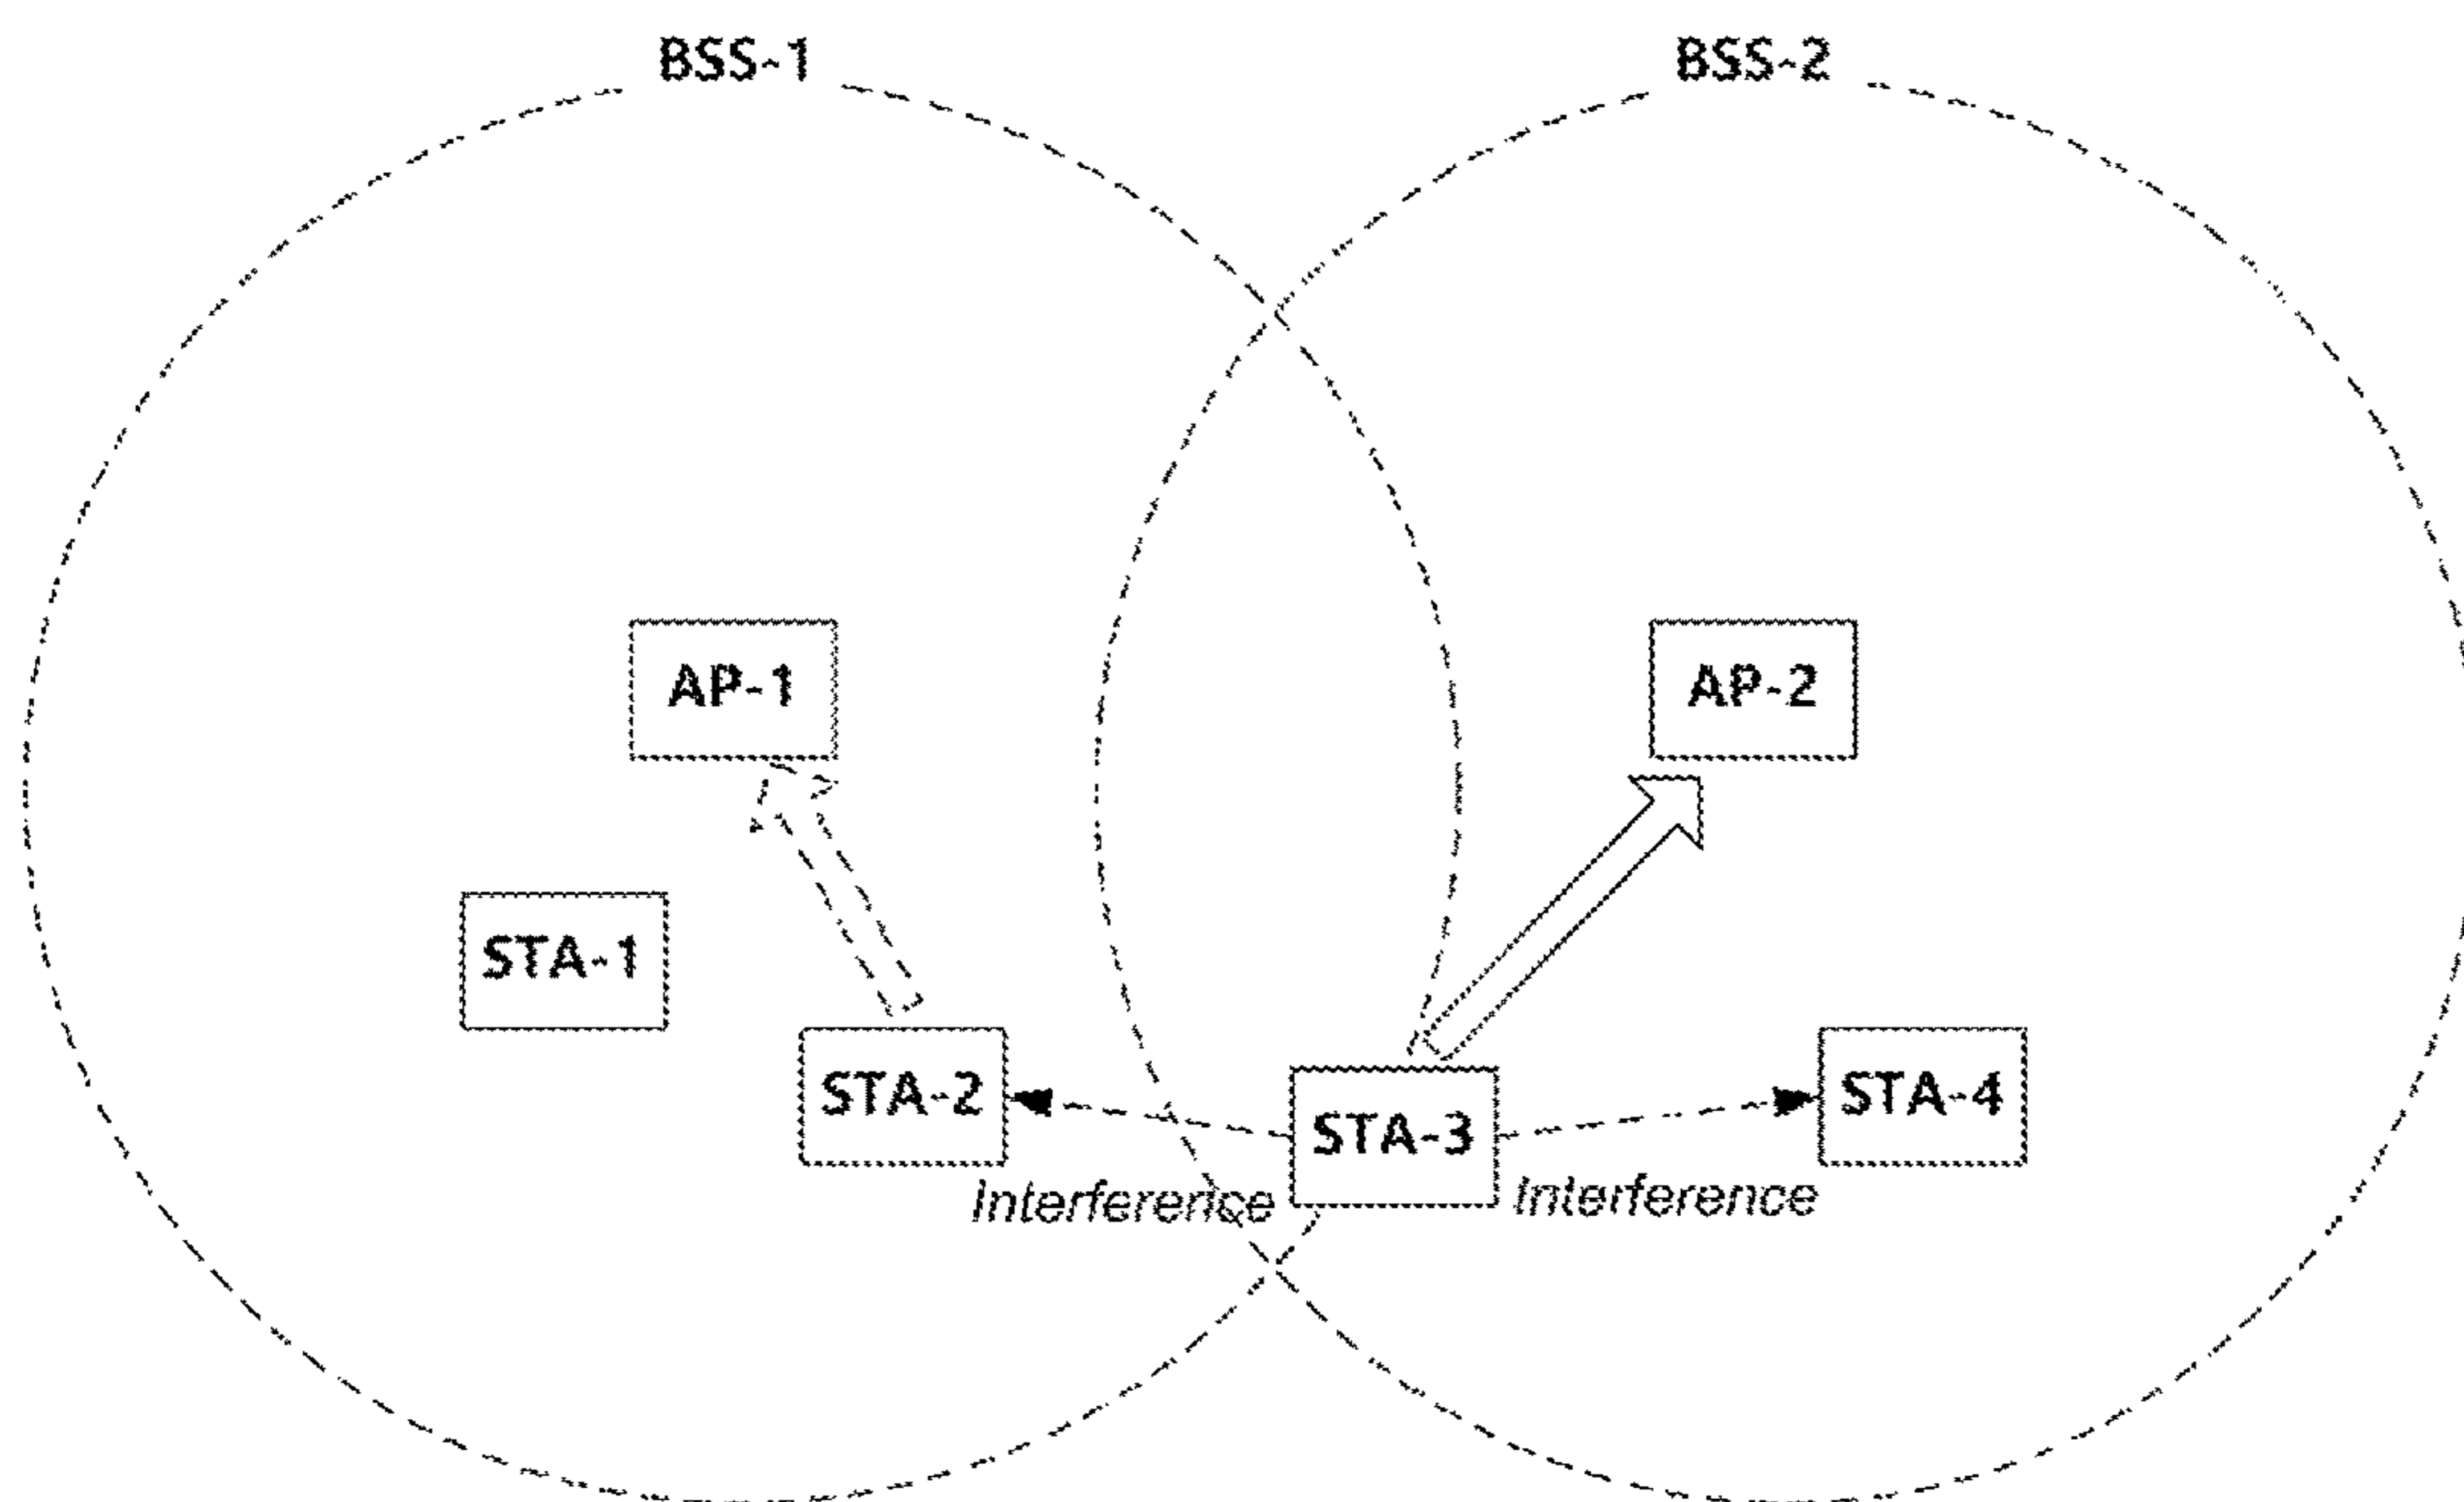 BSS-1
BSS-2
AP-1
AP-2
STA-1
STA-2
STA-3
STA-4
Interference
Interference